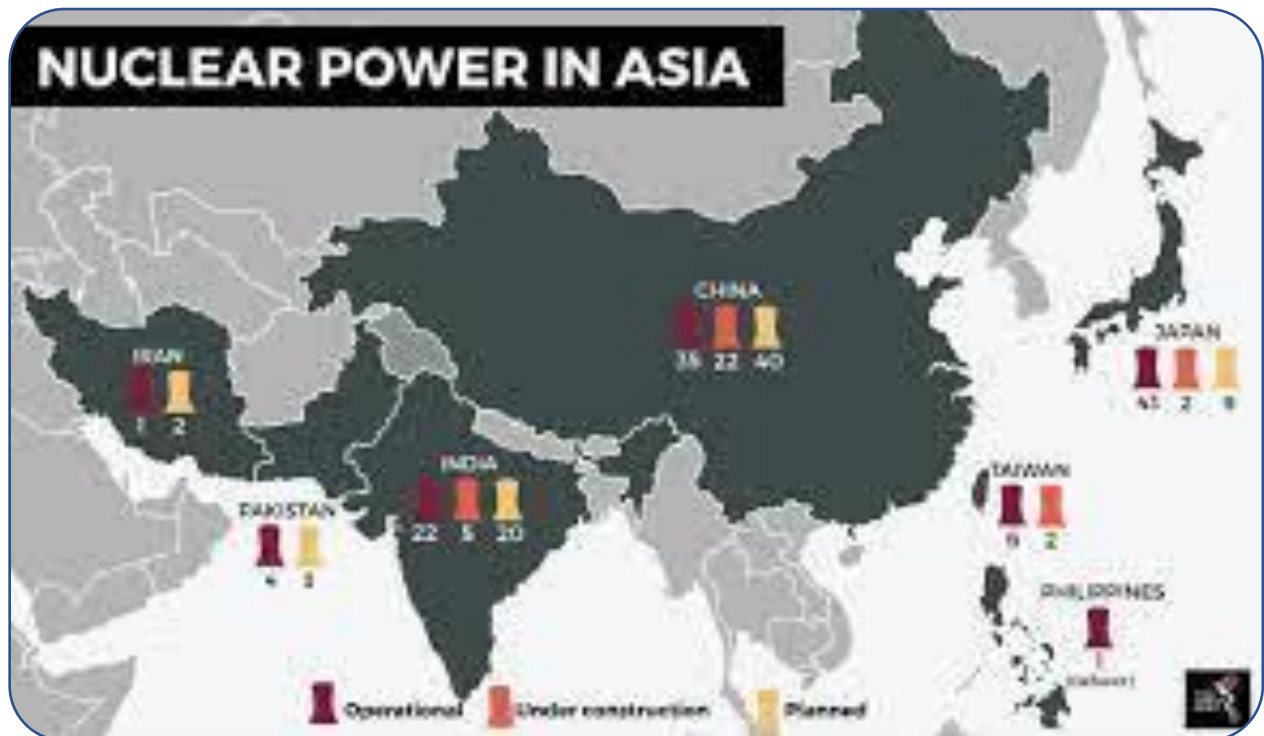 NUCLEAR POWER IN ASIA
CHINA
22 40
JAPAN
2
IRAN
1 2
INDIA
22 5 20
TAIWAN
2
PAKISTAN
4
PHILIPPINES
1
Operational Under construction Planned